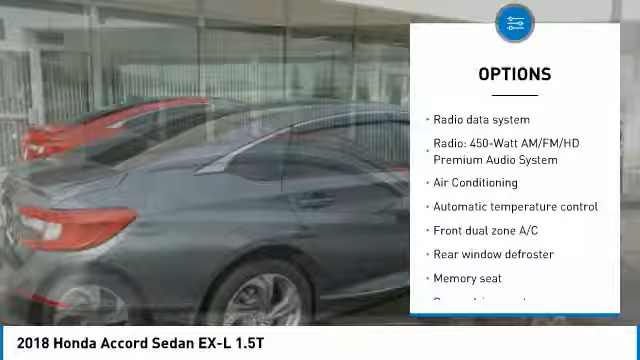 OPTIONS
Radio data system
Radio: 450-Watt AM/FM/HD
Premium Audio System
Air Conditioning
Automatic temperature control
Front dual zone A/C
Rear window defroster
Memory seat
2018 Honda Accord Sedan EX-L 1.5T